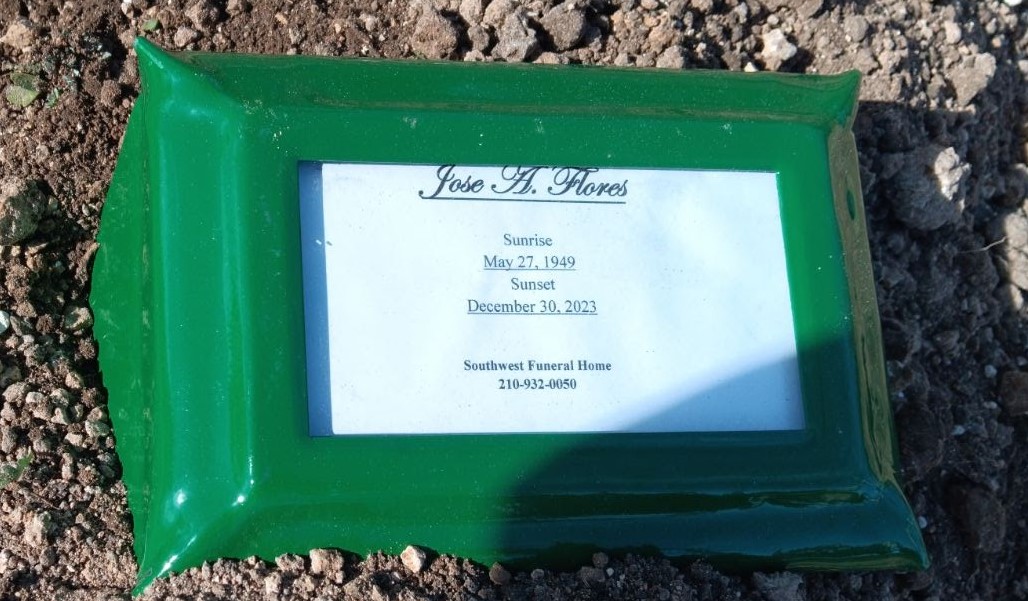 Jose A. Flores
Sunrise
May 27, 1949
Sunset
December 30, 2023
Southwest Funeral Home
210-932-0050